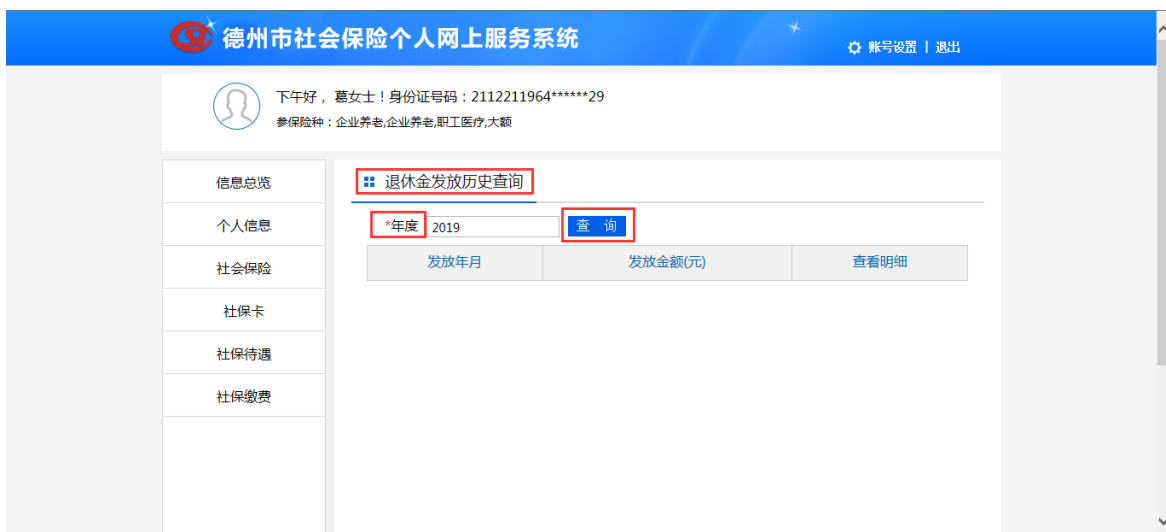 德州市社会保险个人网上服务系统
账号设置 | 退出
下午好，葛女士！身份证号码：2112211964******29
参保险种：企业养老,企业养老,职工医疗,大额
信息总览
个人信息
社会保险
社保卡
社保待遇
社保缴费
退休金发放历史查询
*年度 2019 查 询
发放年月 发放金额(元) 查看明细